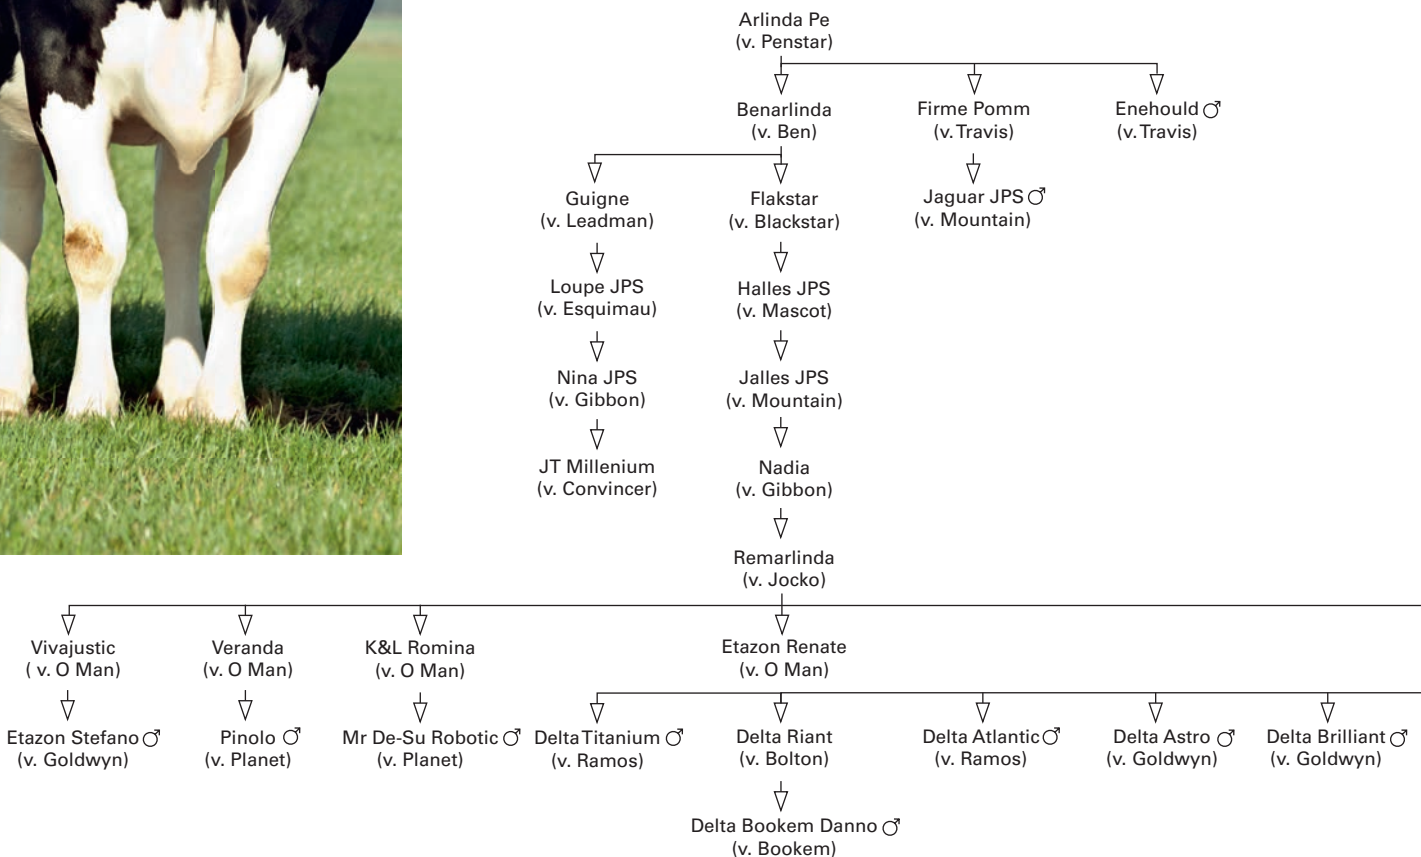 Arlinda Pe
(v. Penstar)
Benarlinda
(v. Ben)
Firme Pomm
(v. Travis)
Enehould ♂
(v. Travis)
Guigne
(v. Leadman)
Flakstar
(v. Blackstar)
Jaguar JPS ♂
(v. Mountain)
Loupe JPS
(v. Esquimau)
Halles JPS
(v. Mascot)
Nina JPS
(v. Gibbon)
Jalles JPS
(v. Mountain)
JT Millenium
(v. Convincer)
Nadia
(v. Gibbon)
Remarlinda
(v. Jocko)
Vivajustic
( v. O Man)
Veranda
(v. O Man)
K&L Romina
(v. O Man)
Etazon Renate
(v. O Man)
Etazon Stefano ♂
(v. Goldwyn)
Pinolo ♂
(v. Planet)
Mr De-Su Robotic ♂
(v. Planet)
Delta Titanium ♂
(v. Ramos)
Delta Riant
(v. Bolton)
Delta Atlantic ♂
(v. Ramos)
Delta Astro ♂
(v. Goldwyn)
Delta Brilliant ♂
(v. Goldwyn)
Delta Bookem Danno ♂
(v. Bookem)